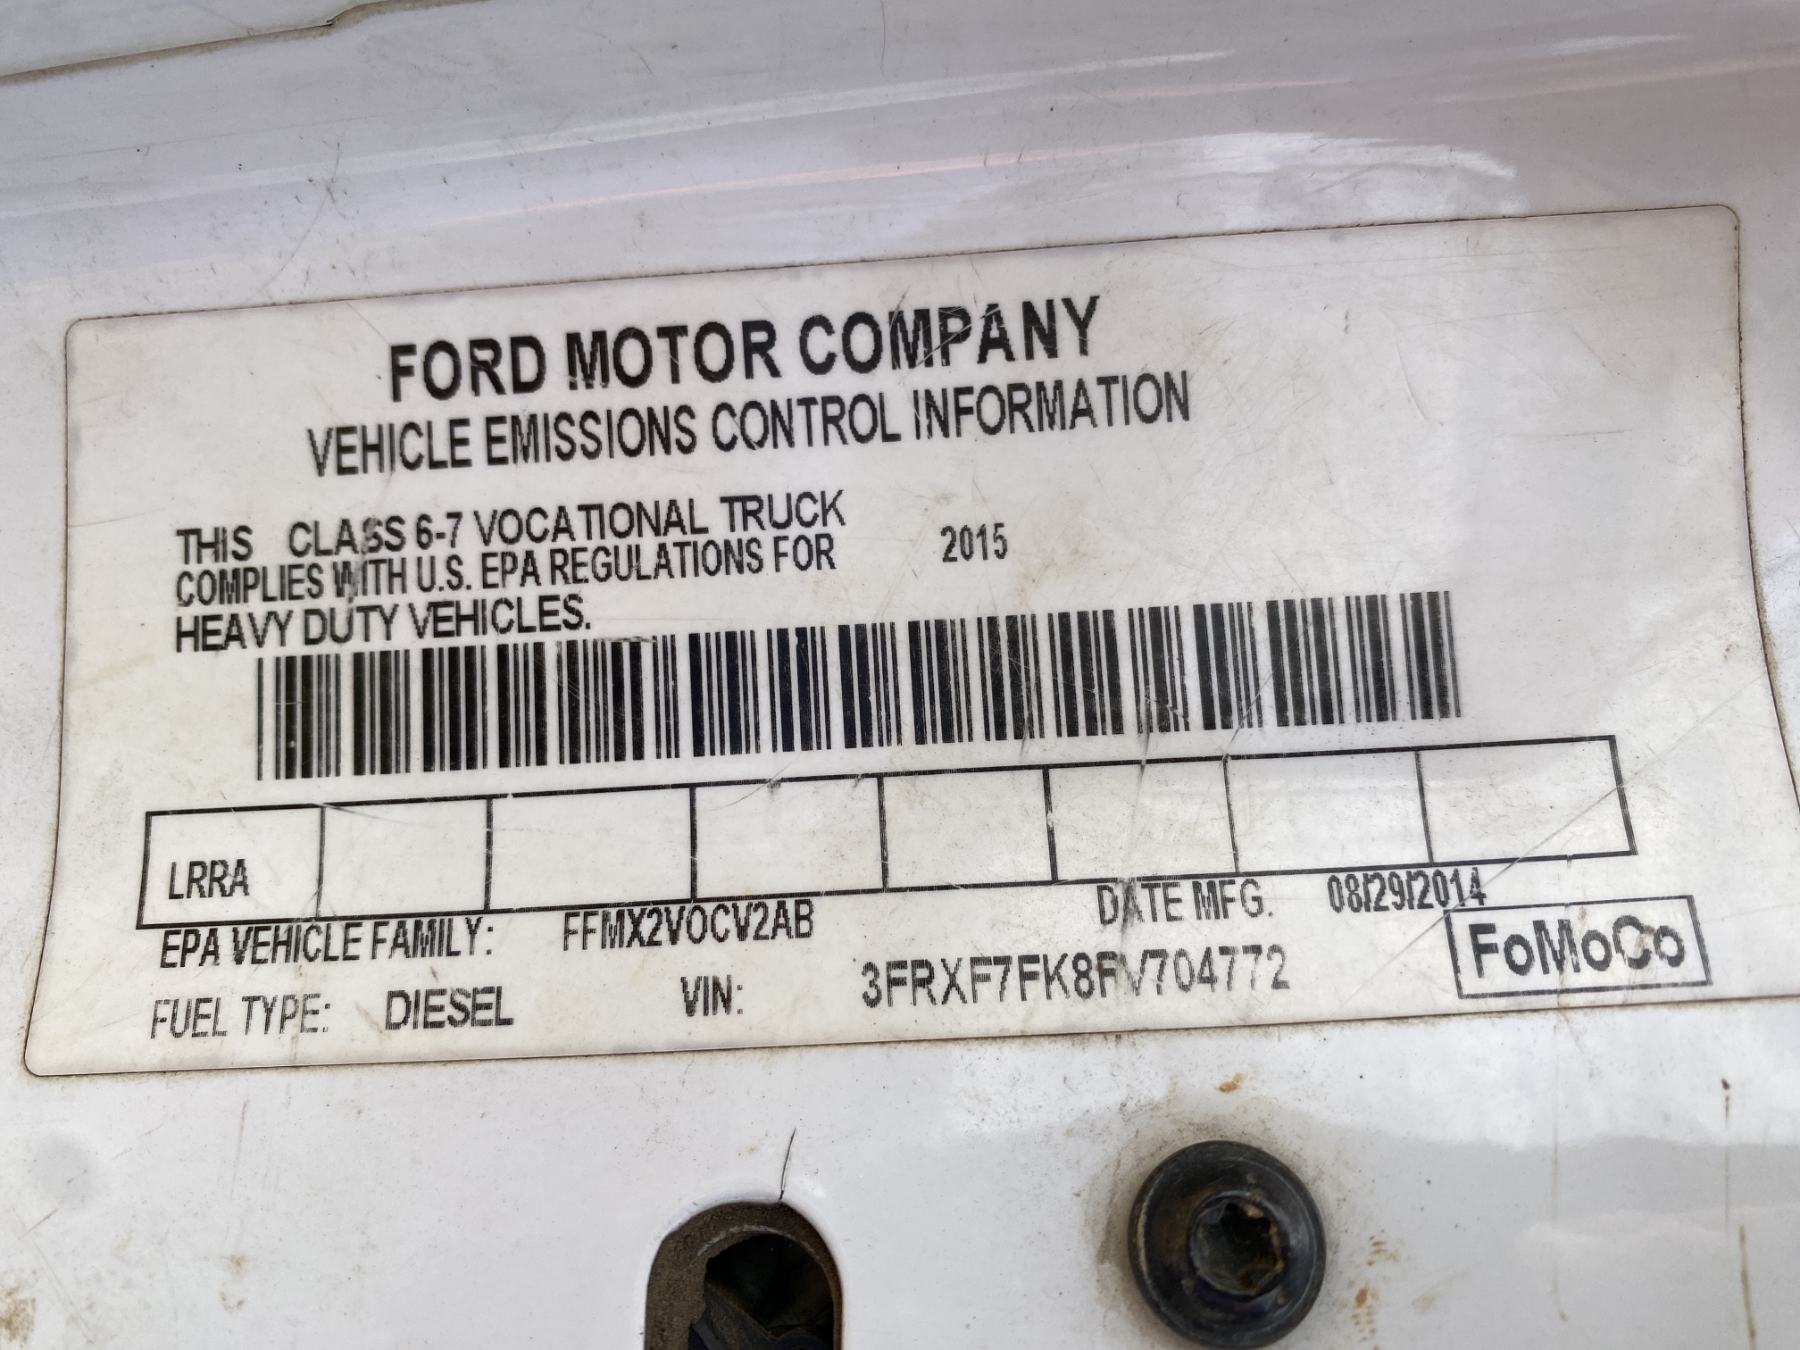 FORD MOTOR COMPANY
VEHICLE EMISSIONS CONTROL INFORMATION
THIS CLASS 6-7 VOCATIONAL TRUCK
COMPLIES WITH U.S. EPA REGULATIONS FOR 2015
HEAVY DUTY VEHICLES.
LRRA
EPA VEHICLE FAMILY: FFMX2VOCV2AB DATE MFG. 08/29/2014
FUEL TYPE: DIESEL VIN: 3FRXF7FK8FV704772 FoMoCo